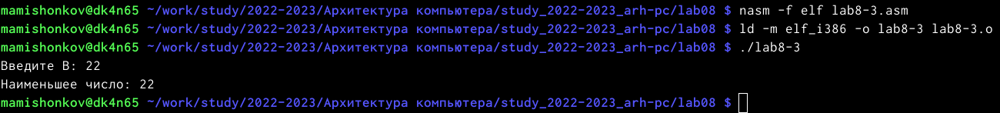 mamishonkov@dk4n65 ~/work/study/2022-2023/Архитектура компьютера/study_2022-2023_arh-pc/lab08 $ nasm -f elf lab8-3.asm
mamishonkov@dk4n65 ~/work/study/2022-2023/Архитектура компьютера/study_2022-2023_arh-pc/lab08 $ ld -m elf_i386 -o lab8-3 lab8-3.o
mamishonkov@dk4n65 ~/work/study/2022-2023/Архитектура компьютера/study_2022-2023_arh-pc/lab08 $ ./lab8-3
Введите В: 22
Наименьшее число: 22
mamishonkov@dk4n65 ~/work/study/2022-2023/Архитектура компьютера/study_2022-2023_arh-pc/lab08 $